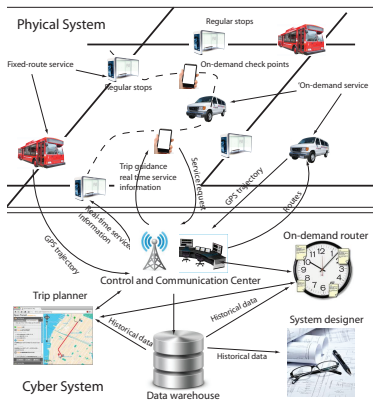 Phyical System
Regular stops
Fixed-route service
On-demand check points
Regular stops
'On-demand service
Trip guidance
real time service
information
Service request
GPS trajectory
Routes
Real-time service
information
GPS trajectory
On-demand router
Control and Communication Center
Trip planner
Historical data
Historical data
System designer
Historical data
Cyber System
Data warehouse